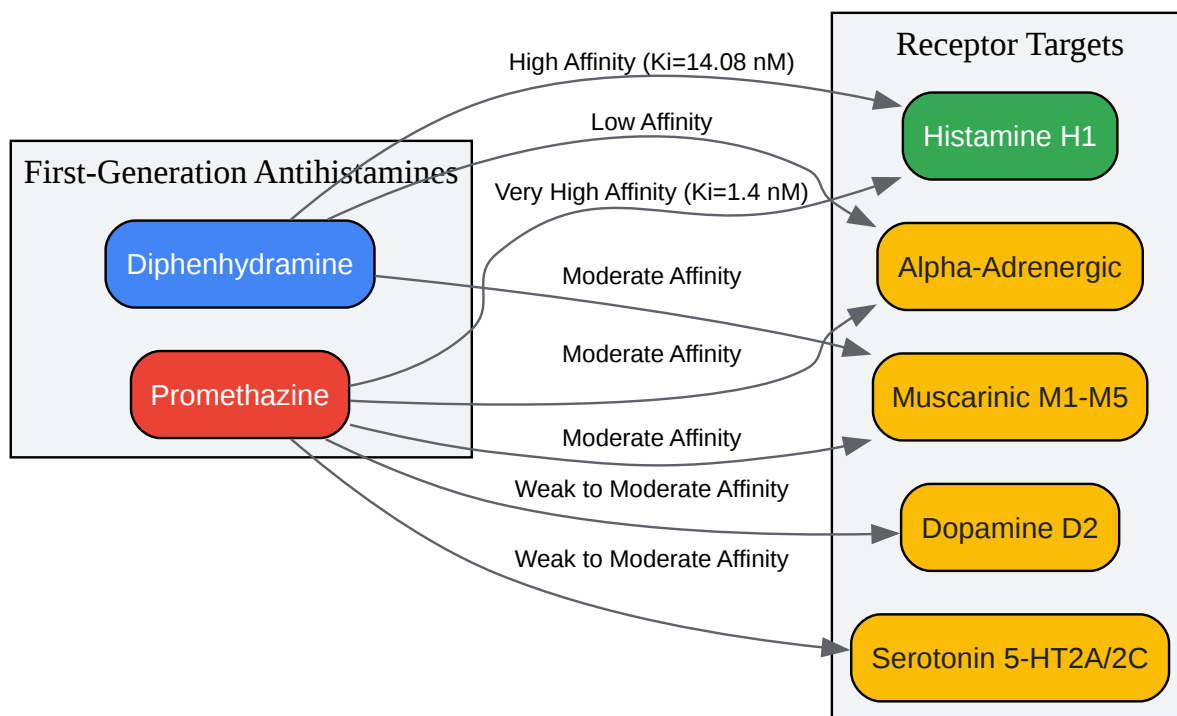 Receptor Targets
High Affinity (Ki=14.08 nM)
Histamine H1
Low Affinity
First-Generation Antihistamines
Very High Affinity (Ki=1.4 nM)
Diphenhydramine
Alpha-Adrenergic
Moderate Affinity
Moderate Affinity
Promethazine
Muscarinic M1-M5
Moderate Affinity
Weak to Moderate Affinity
Dopamine D2
Weak to Moderate Affinity
Serotonin 5-HT2A/2C